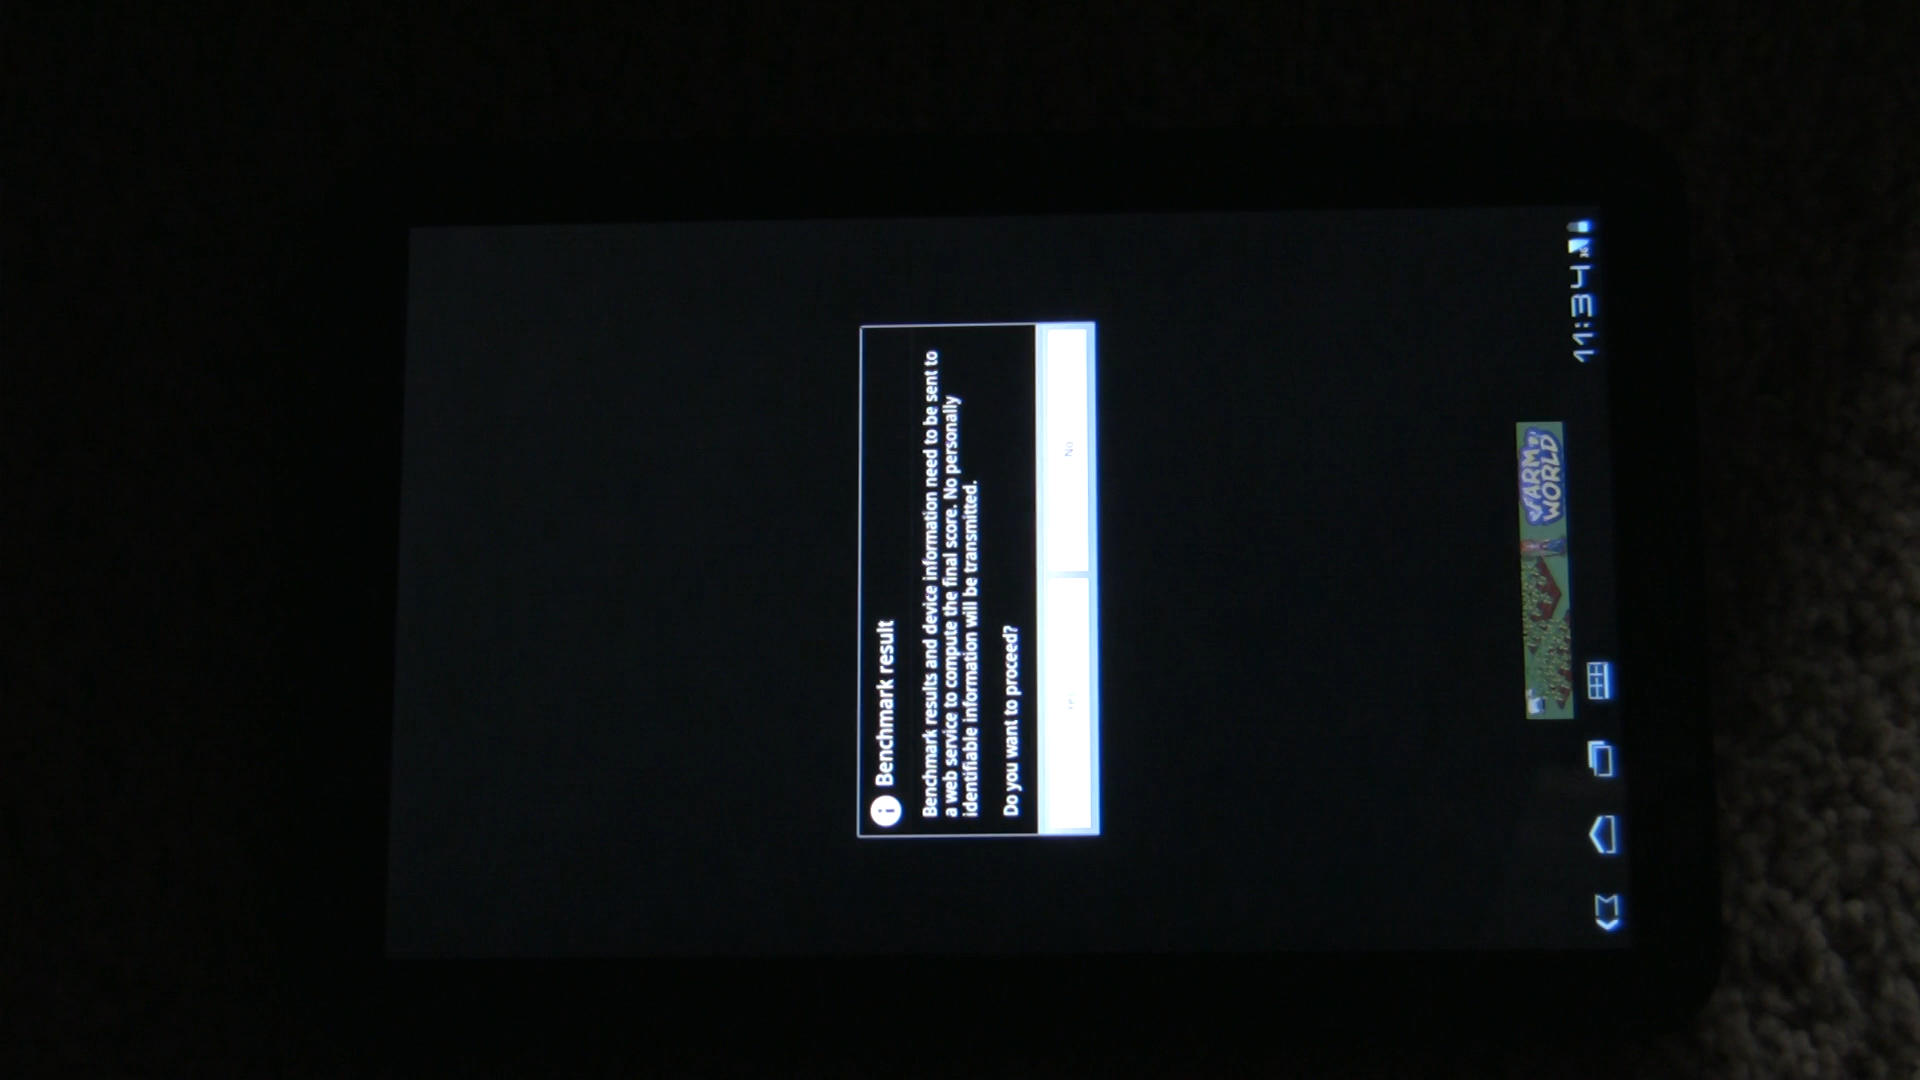 Benchmark result
Benchmark results and device information need to be sent to
a web service to compute the final score. No personally
identifiable information will be transmitted.
Do you want to proceed?
Yes
No
FARM
WORLD
11:34